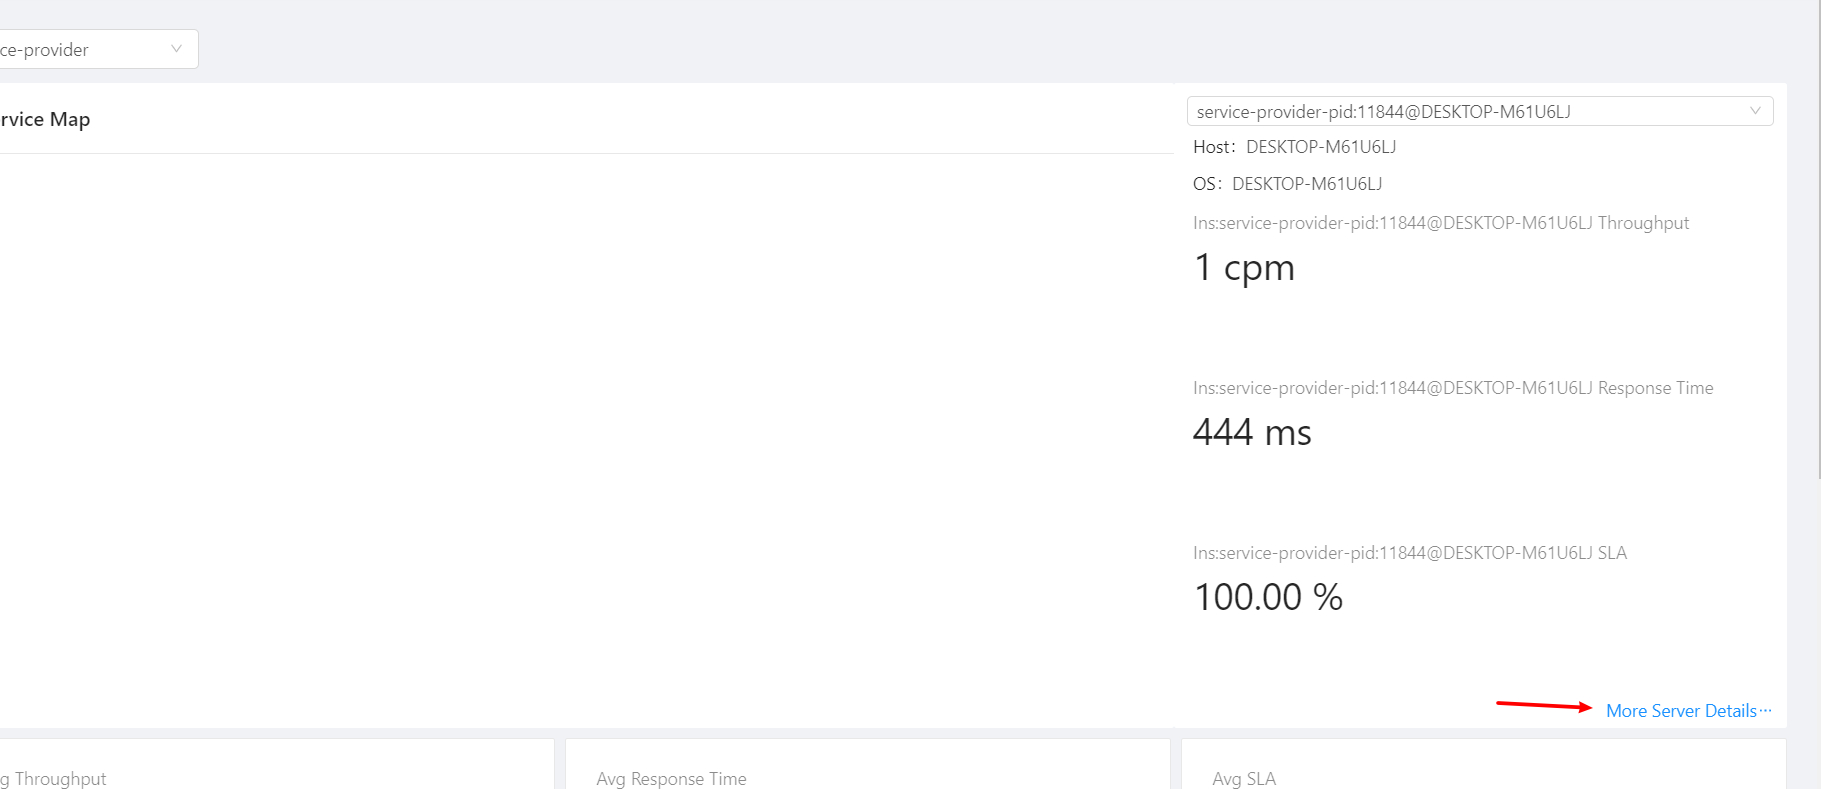 ce-provider
rvice Map
service-provider-pid:11844@DESKTOP-M61U6LJ
Host: DESKTOP-M61U6LJ
OS: DESKTOP-M61U6LJ
Ins:service-provider-pid:11844@DESKTOP-M61U6LJ Throughput
1 cpm
Ins:service-provider-pid:11844@DESKTOP-M61U6LJ Response Time
444 ms
Ins:service-provider-pid:11844@DESKTOP-M61U6LJ SLA
100.00 %
More Server Details···
g Throughput
Avg Response Time
Avg SLA